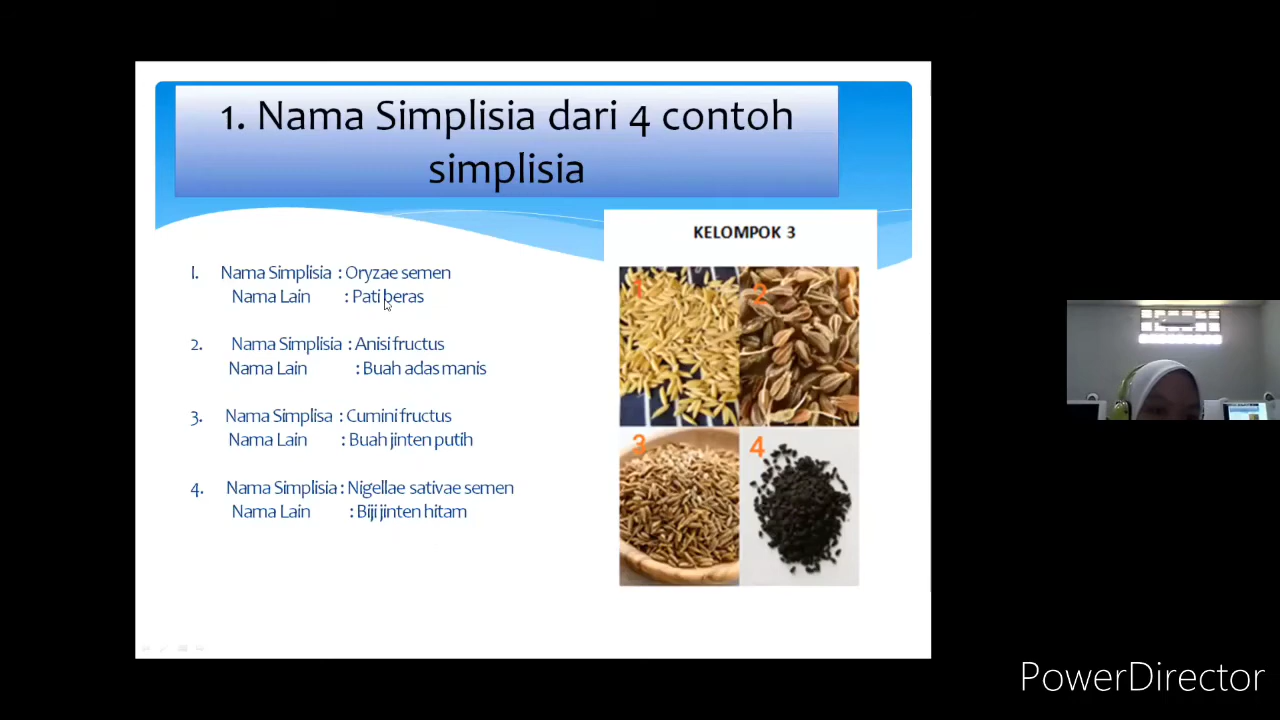 1. Nama Simplisia dari 4 contoh
simplisia
KELOMPOK 3
1. Nama Simplisia : Oryzae semen
Nama Lain : Pati beras
2. Nama Simplisia : Anisi fructus
Nama Lain : Buah adas manis
3. Nama Simplisa : Cumini fructus
Nama Lain : Buah jinten putih
4. Nama Simplisia : Nigellae sativae semen
Nama Lain : Biji jinten hitam
1
2
3
4
PowerDirector